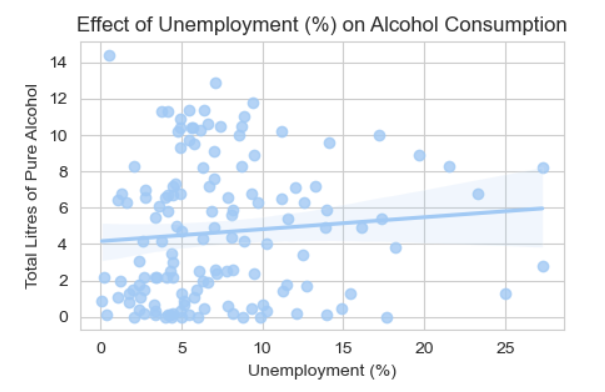 Effect of Unemployment (%) on Alcohol Consumption
Total Litres of Pure Alcohol
14
12
10
8
6
4
2
0
0 5 10 15 20 25
Unemployment (%)